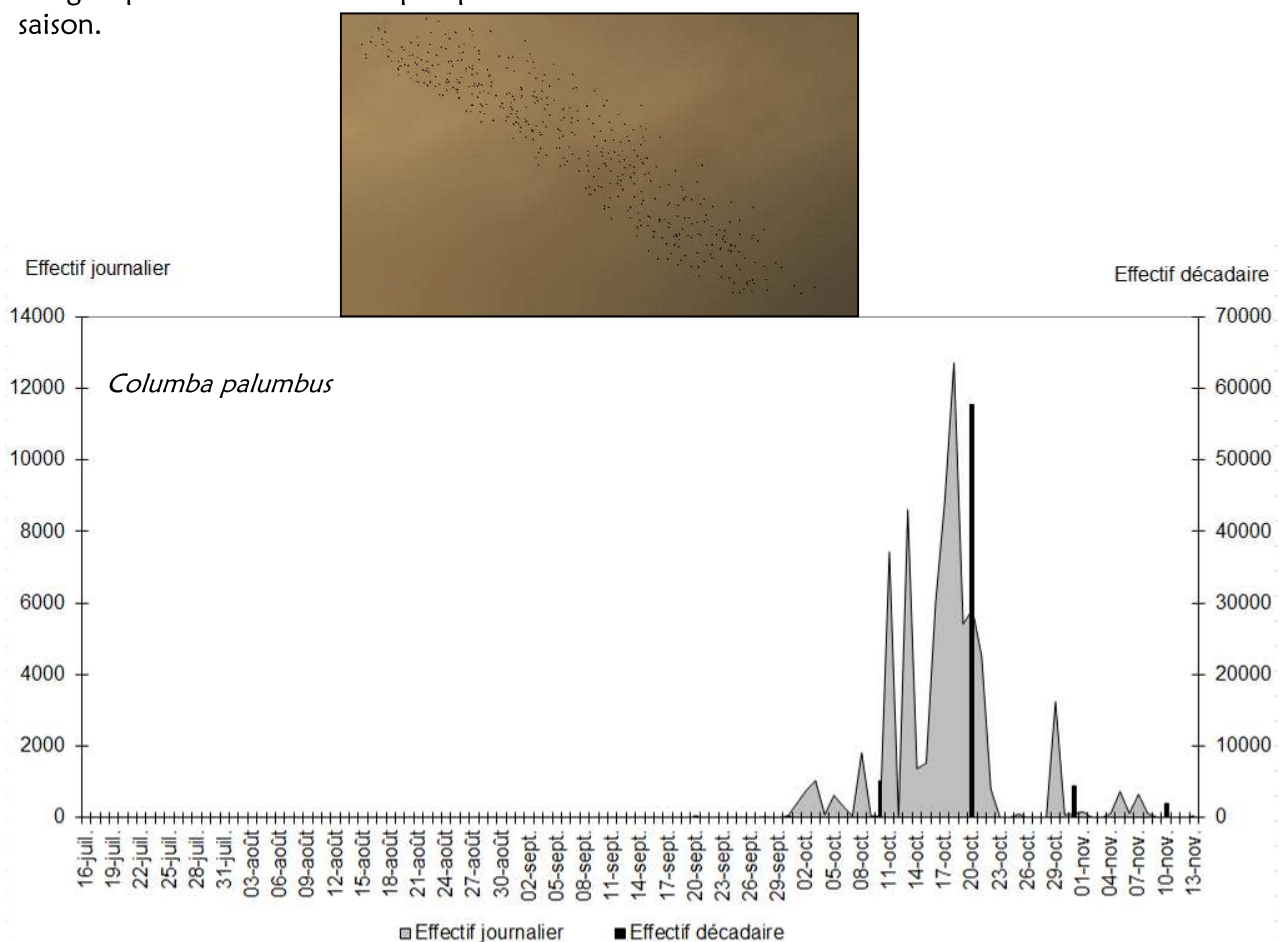 saison.
Effectif journalier
Effectif décadaire
14000
12000
10000
8000
6000
4000
2000
0
Columba palumbus
70000
60000
50000
40000
30000
20000
10000
0
16-juil.
19-juil.
22-juil.
25-juil.
28-juil.
31-juil.
03-août
06-août
09-août
12-août
15-août
18-août
21-août
24-août
27-août
30-août
02-sept.
05-sept.
08-sept.
11-sept.
14-sept.
17-sept.
20-sept.
23-sept.
26-sept.
29-sept.
02-oct.
05-oct.
08-oct.
11-oct.
14-oct.
17-oct.
20-oct.
23-oct.
26-oct.
29-oct.
01-nov.
04-nov.
07-nov.
10-nov.
13-nov.
Effectif journalier
Effectif décadaire